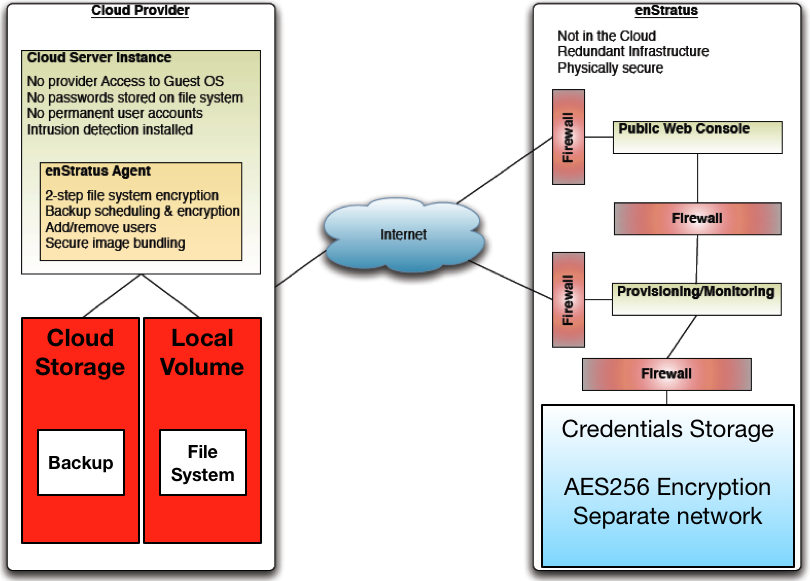 Cloud Provider
Cloud Server Instance
No provider Access to Guest OS
No passwords stored on file system
No permanent user accounts
Intrusion detection installed
enStratus Agent
2-step file system encryption
Backup scheduling & encryption
Add/remove users
Secure image bundling
Cloud
Storage
Backup
Local
Volume
File
System
Internet
enStratus
Not in the Cloud
Redundant Infrastructure
Physically secure
Firewall
Public Web Console
Firewall
Firewall
Provisioning/Monitoring
Firewall
Credentials Storage
AES256 Encryption
Separate network